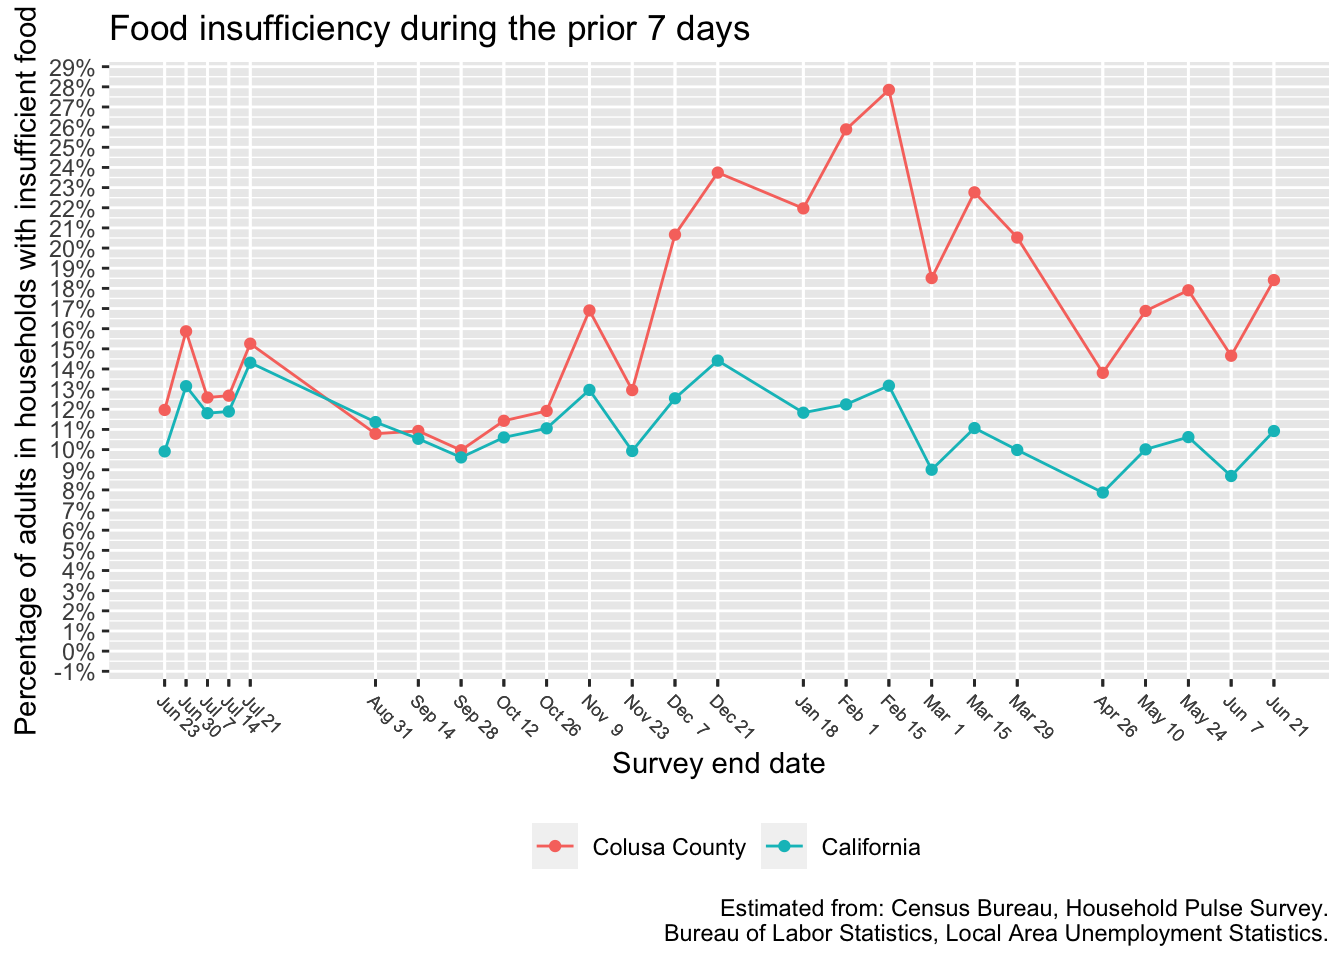 Food insufficiency during the prior 7 days
Percentage of adults in households with insufficient food
29%
28%
27%
26%
25%
24%
23%
22%
21%
20%
19%
18%
17%
16%
15%
14%
13%
12%
11%
10%
9%
8%
7%
6%
5%
4%
3%
2%
1%
0%
-1%
Jun 23
Jun 30
Jul 7
Jul 14
Jul 21
Aug 31
Sep 14
Sep 28
Oct 12
Oct 26
Nov 9
Nov 23
Dec 7
Dec 21
Jan 18
Feb 1
Feb 15
Mar 1
Mar 15
Mar 29
Apr 26
May 10
May 24
Jun 7
Jun 21
Survey end date
Colusa County
California
Estimated from: Census Bureau, Household Pulse Survey.
Bureau of Labor Statistics, Local Area Unemployment Statistics.